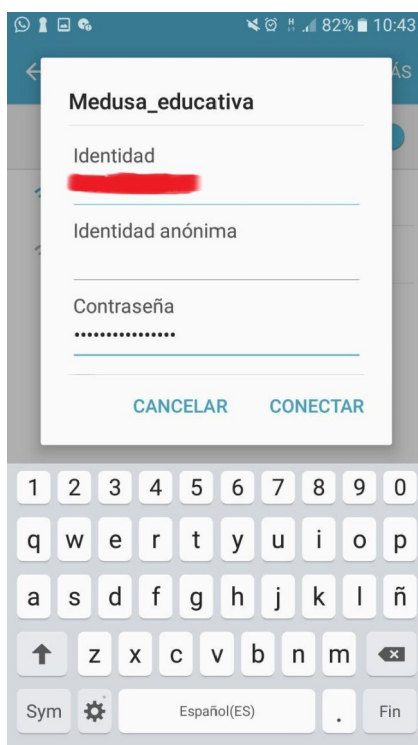 82% 10:43
ÁS
Medusa_educativa
Identidad
Identidad anónima
Contraseña
••••••••••••••••
CANCELAR CONECTAR
1 2 3 4 5 6 7 8 9 0
q w e r t y u i o p
a s d f g h j k l ñ
z x c v b n m
Sym Español(ES) . Fin